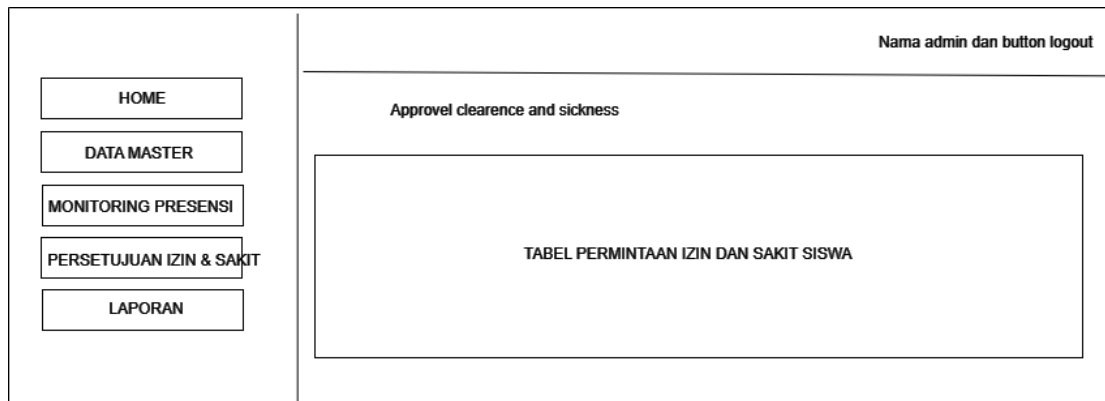 Nama admin dan button logout
HOME
DATA MASTER
MONITORING PRESENSI
PERSETUJUAN IZIN & SAKIT
LAPORAN
Approvel clearence and sickness
TABEL PERMINTAAN IZIN DAN SAKIT SISWA